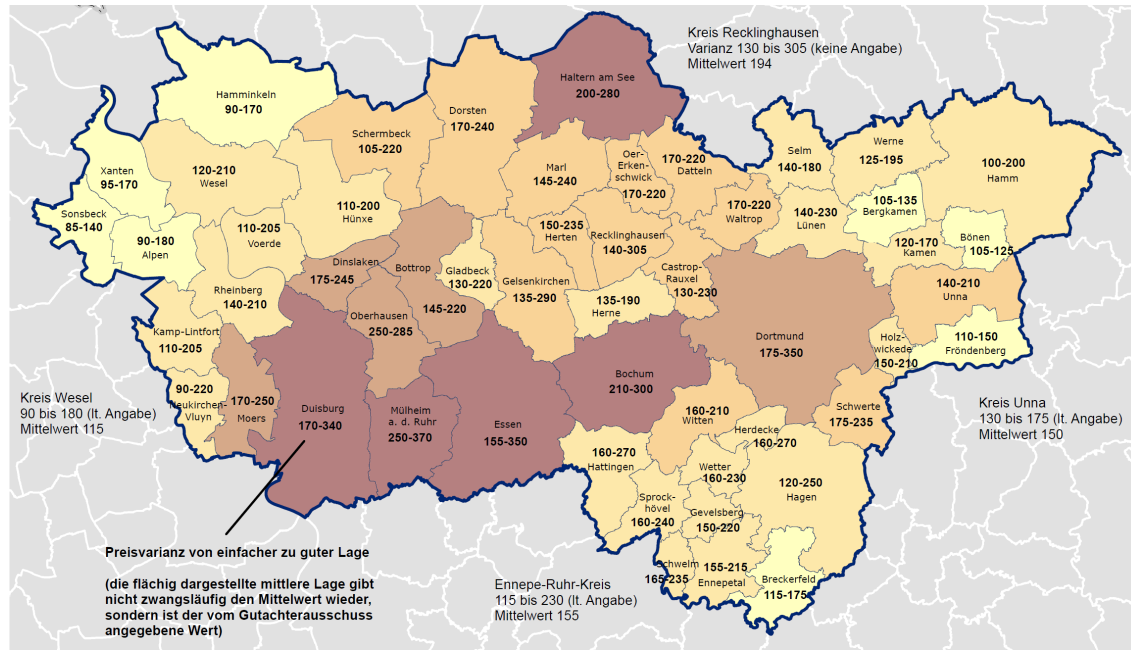 Kreis Recklinghausen
Varianz 130 bis 305 (keine Angabe)
Mittelwert 194
Haltern am See
200-280
Hamminkeln
90-170
Dorsten
170-240
Schermbeck
105-220
Werne
125-195
Selm
140-180
100-200
Hamm
Oer-
Erken-
schwick
170-220
170-220
Datteln
Marl
145-240
120-210
Wesel
Xanten
95-170
Sonsbeck
85-140
110-200
Hünxe
170-220
Waltrop
140-230
Lünen
105-135
Bergkamen
110-205
Voerde
90-180
Alpen
150-235
Herten
Recklinghausen
140-305
120-170
Kamen
Bönen
105-125
Dinslaken
175-245
Bottrop
145-220
Gladbeck
130-220
Gelsenkirchen
135-290
Castrop-
Rauxel
130-230
140-210
Unna
Rheinberg
140-210
Oberhausen
250-285
135-190
Herne
Kamp-Lintfort
110-205
Dortmund
175-350
Holz-
wickede
150-210
110-150
Fröndenberg
Bochum
210-300
90-220
Neukirchen-
Vluyn
170-250
Moers
Duisburg
170-340
Mülheim
a. d. Ruhr
250-370
Essen
155-350
160-210
Witten
Schwerte
175-235
Herdecke
160-270
Kreis Wesel
90 bis 180 (lt. Angabe)
Mittelwert 115
Kreis Unna
130 bis 175 (lt. Angabe)
Mittelwert 150
160-270
Hattingen
Wetter
160-230
120-250
Hagen
Sprock-
hövel
160-240
Gevelsberg
150-220
Schwelm
165-235
155-215
Ennepetal
Breckerfeld
115-175
Preisvarianz von einfacher zu guter Lage
(die flächig dargestellte mittlere Lage gibt
nicht zwangsläufig den Mittelwert wieder,
sondern ist der vom Gutachterausschuss
angegebene Wert)
Ennepe-Ruhr-Kreis
115 bis 230 (lt. Angabe)
Mittelwert 155